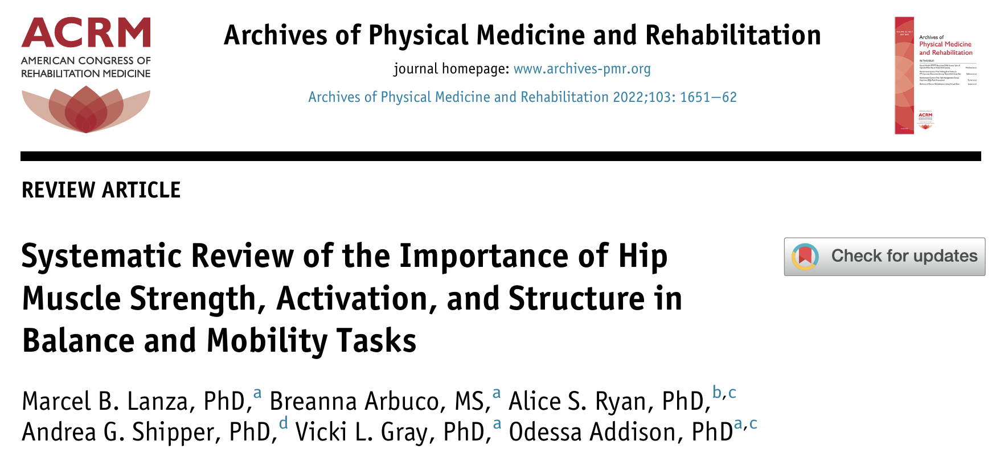 ACRM
AMERICAN CONGRESS OF
REHABILITATION MEDICINE
Archives of Physical Medicine and Rehabilitation
journal homepage: www.archives-pmr.org
Archives of Physical Medicine and Rehabilitation 2022;103: 1651−62
Archives of
Physical Medicine
and Rehabilitation
IN THIS ISSUE:
ACRM
REVIEW ARTICLE
Systematic Review of the Importance of Hip
Muscle Strength, Activation, and Structure in
Balance and Mobility Tasks
Check for updates
Marcel B. Lanza, PhD,a Breanna Arbuco, MS,a Alice S. Ryan, PhD,b,c
Andrea G. Shipper, PhD,d Vicki L. Gray, PhD,a Odessa Addison, PhDa,c